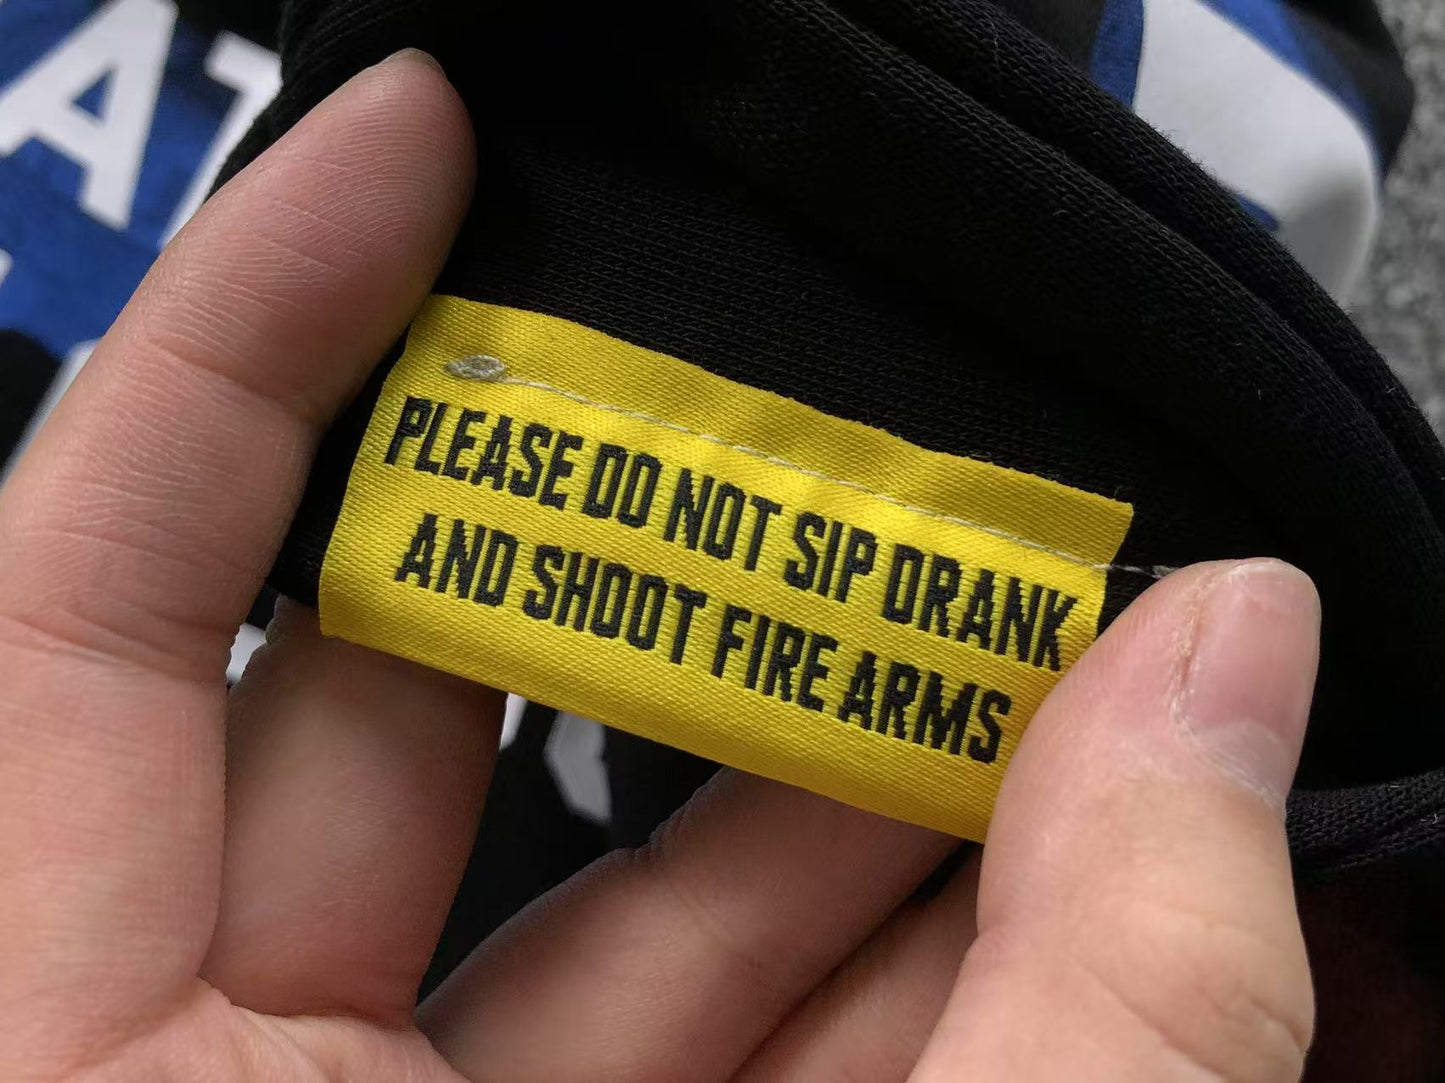 PLEASE DO NOT SIP DRANK
AND SHOOT FIRE ARMS